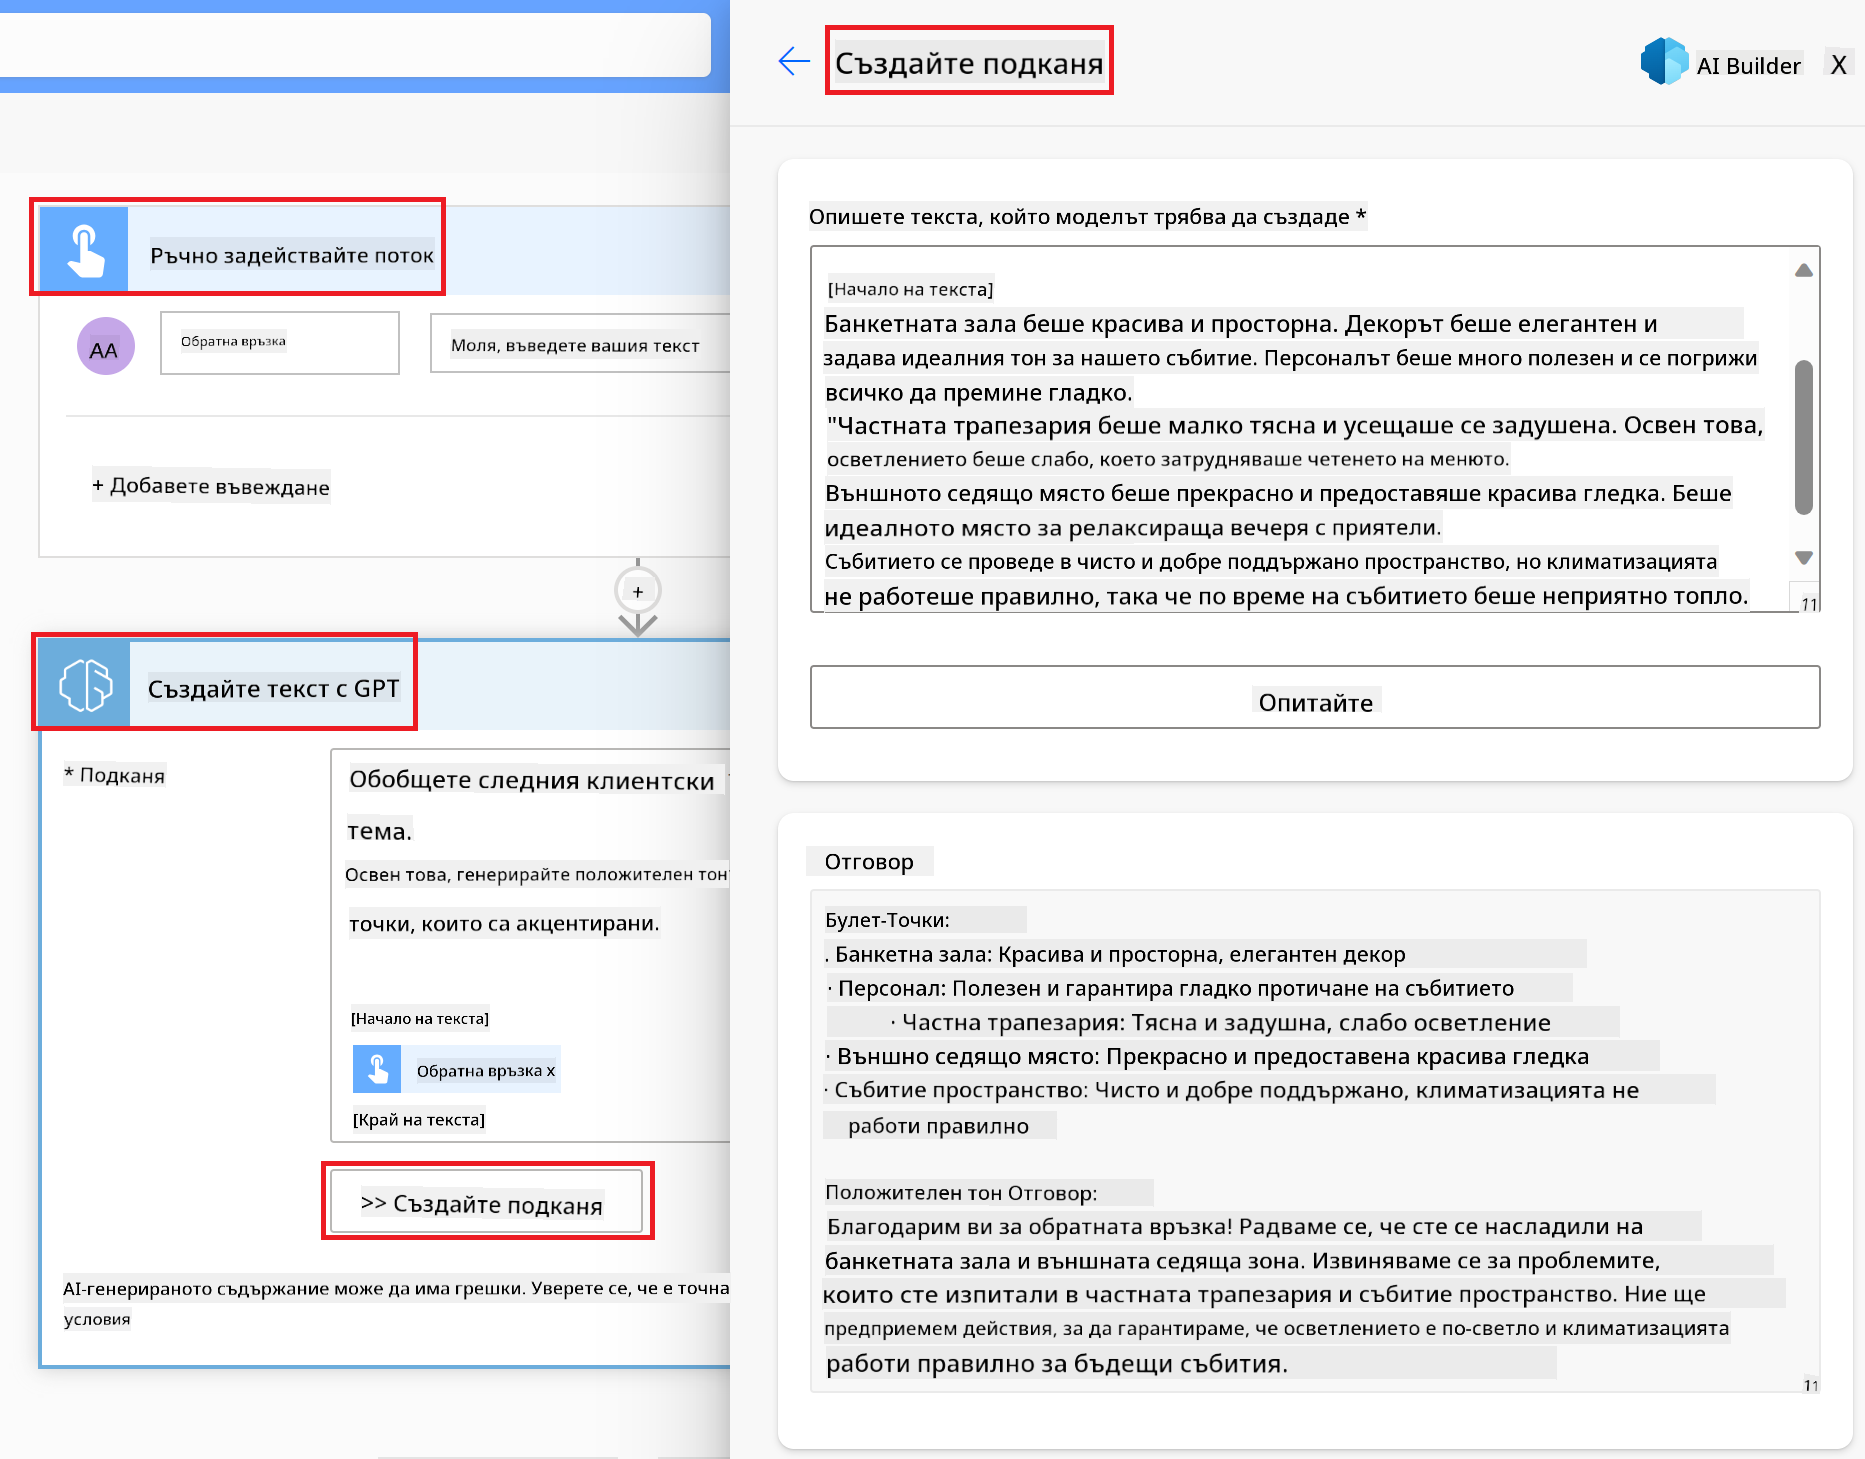 Ръчно задействайте поток
AA
Обратна връзка
Моля, въведете вашия текст
+ Добавете въвеждане
+
Създайте текст с GPT
* Подканя
Обобщете следния клиентски
тема.
Освен това, генерирайте положителен тон
точки, които са акцентирани.
[Начало на текста]
Обратна връзка x
[Край на текста]
>> Създайте подканя
AI-генерираното съдържание може да има грешки. Уверете се, че е точна
условия
Създайте подканя
AI Builder
X
Опишете текста, който моделът трябва да създаде *
[Начало на текста]
Банкетната зала беше красива и просторна. Декорът беше елегантен и
задава идеалния тон за нашето събитие. Персоналът беше много полезен и се погрижи
всичко да премине гладко.
"Частната трапезария беше малко тясна и усещаше се задушена. Освен това,
осветлението беше слабо, което затрудняваше четенето на менюто.
Външното седящо място беше прекрасно и предоставяше красива гледка. Беше
идеалното място за релаксираща вечеря с приятели.
Събитието се проведе в чисто и добре поддържано пространство, но климатизацията
не работеше правилно, така че по време на събитието беше неприятно топло.
11
Опитайте
Отговор
Булет-Точки:
. Банкетна зала: Красива и просторна, елегантен декор
· Персонал: Полезен и гарантира гладко протичане на събитието
· Частна трапезария: Тясна и задушна, слабо осветление
· Външно седящо място: Прекрасно и предоставена красива гледка
· Събитие пространство: Чисто и добре поддържано, климатизацията не
работи правилно
Положителен тон Отговор:
Благодарим ви за обратната връзка! Радваме се, че сте се насладили на
банкетната зала и външната седяща зона. Извиняваме се за проблемите,
които сте изпитали в частната трапезария и събитие пространство. Ние ще
предприемем действия, за да гарантираме, че осветлението е по-светло и климатизацията
работи правилно за бъдещи събития.
11